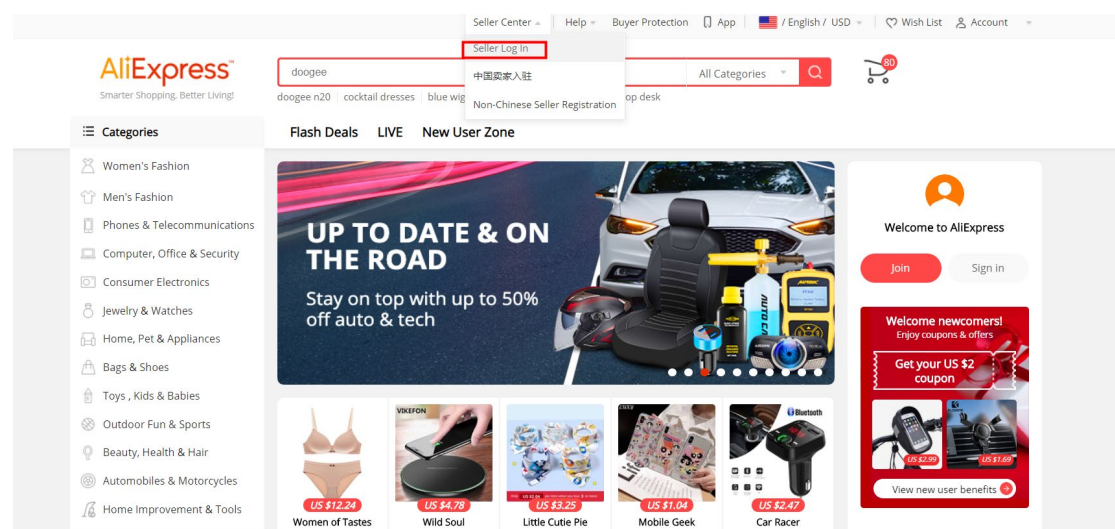 Seller Center Help Buyer Protection App / English / USD Wish List Account
Seller Log In
中国卖家入驻
Non-Chinese Seller Registration
AliExpress™
Smarter Shopping, Better Living!
doogee All Categories
80
doogee n20 cocktail dresses blue wig op desk
Categories Flash Deals LIVE New User Zone
Women's Fashion
Men's Fashion
Phones & Telecommunications
Computer, Office & Security
Consumer Electronics
Jewelry & Watches
Home, Pet & Appliances
Bags & Shoes
Toys , Kids & Babies
Outdoor Fun & Sports
Beauty, Health & Hair
Automobiles & Motorcycles
Home Improvement & Tools
UP TO DATE & ON
THE ROAD
Stay on top with up to 50%
off auto & tech
Welcome to AliExpress
Join Sign in
Welcome newcomers!
Enjoy coupons & offers
Get your US $2
coupon
US $2.99 US $1.69
View new user benefits
VIKEFON
Bluetooth
US $12.24 US $4.78 US $3.25 US $1.04 US $2.47
Women of Tastes Wild Soul Little Cutie Pie Mobile Geek Car Racer